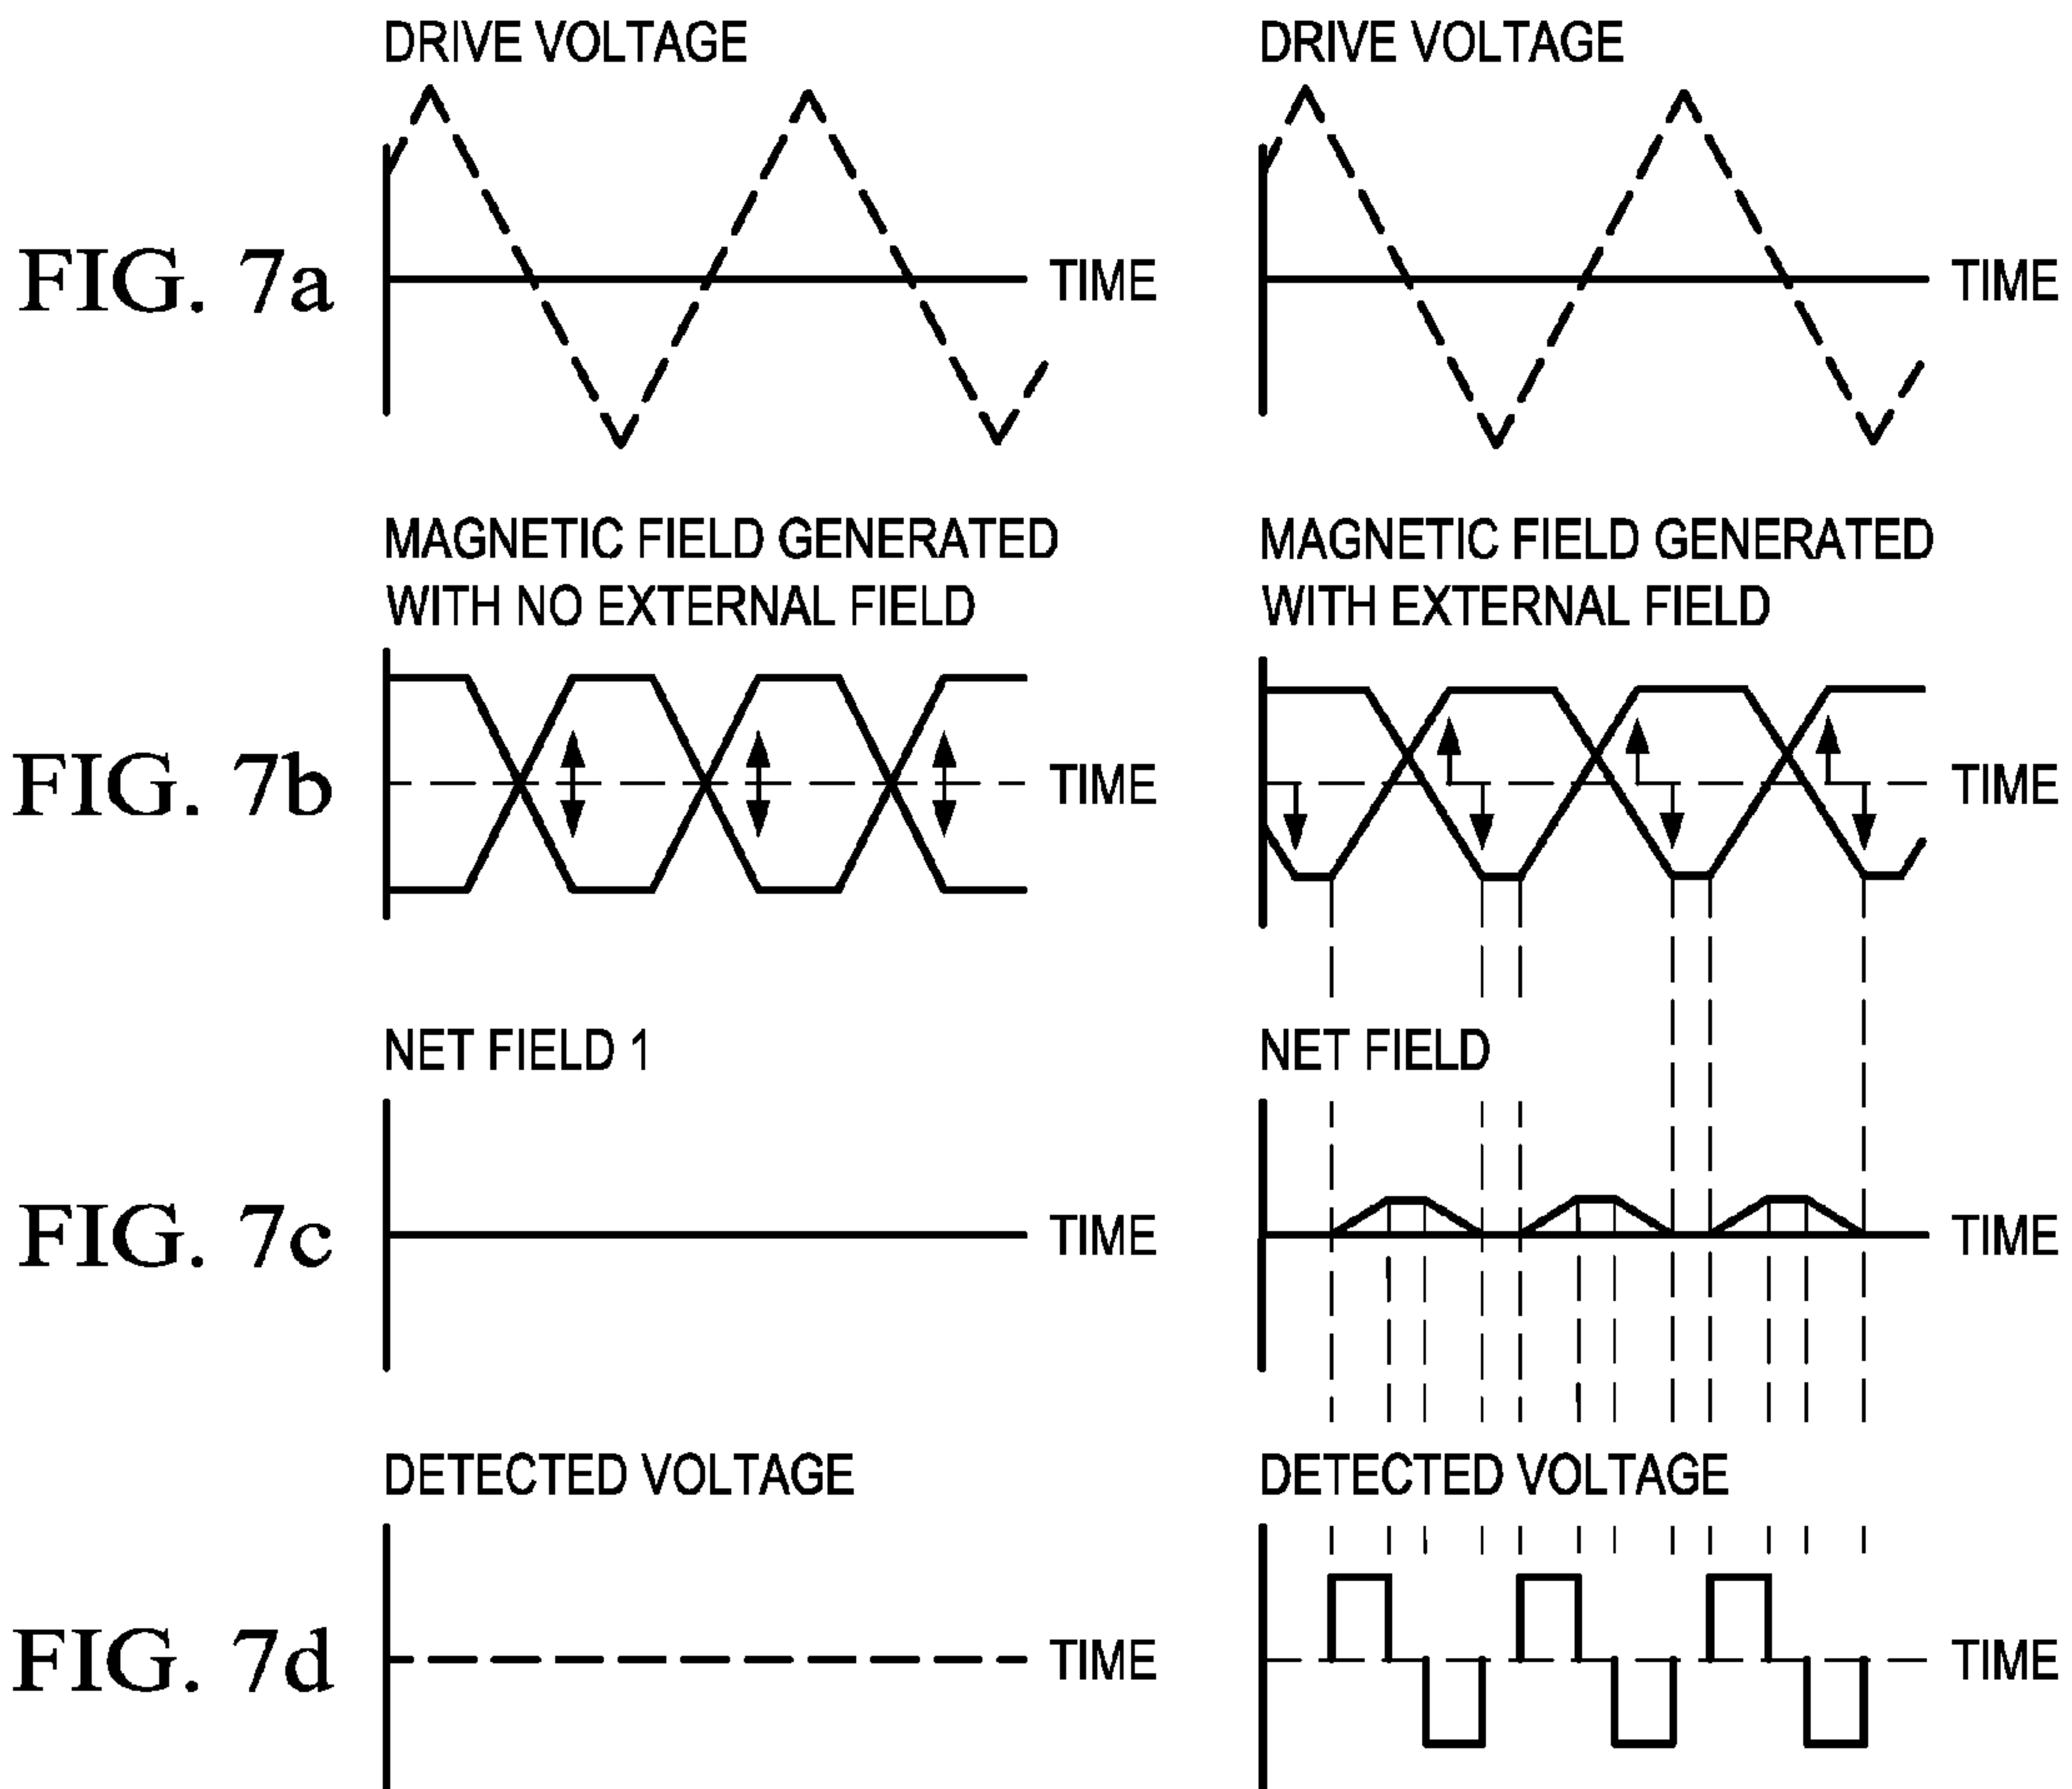 DRIVE VOLTAGE
DRIVE VOLTAGE
FIG. 7a
TIME
TIME
MAGNETIC FIELD GENERATED
WITH NO EXTERNAL FIELD
MAGNETIC FIELD GENERATED
WITH EXTERNAL FIELD
FIG. 7b
TIME
TIME
NET FIELD 1
NET FIELD
FIG. 7c
TIME
TIME
DETECTED VOLTAGE
DETECTED VOLTAGE
FIG. 7d
TIME
TIME